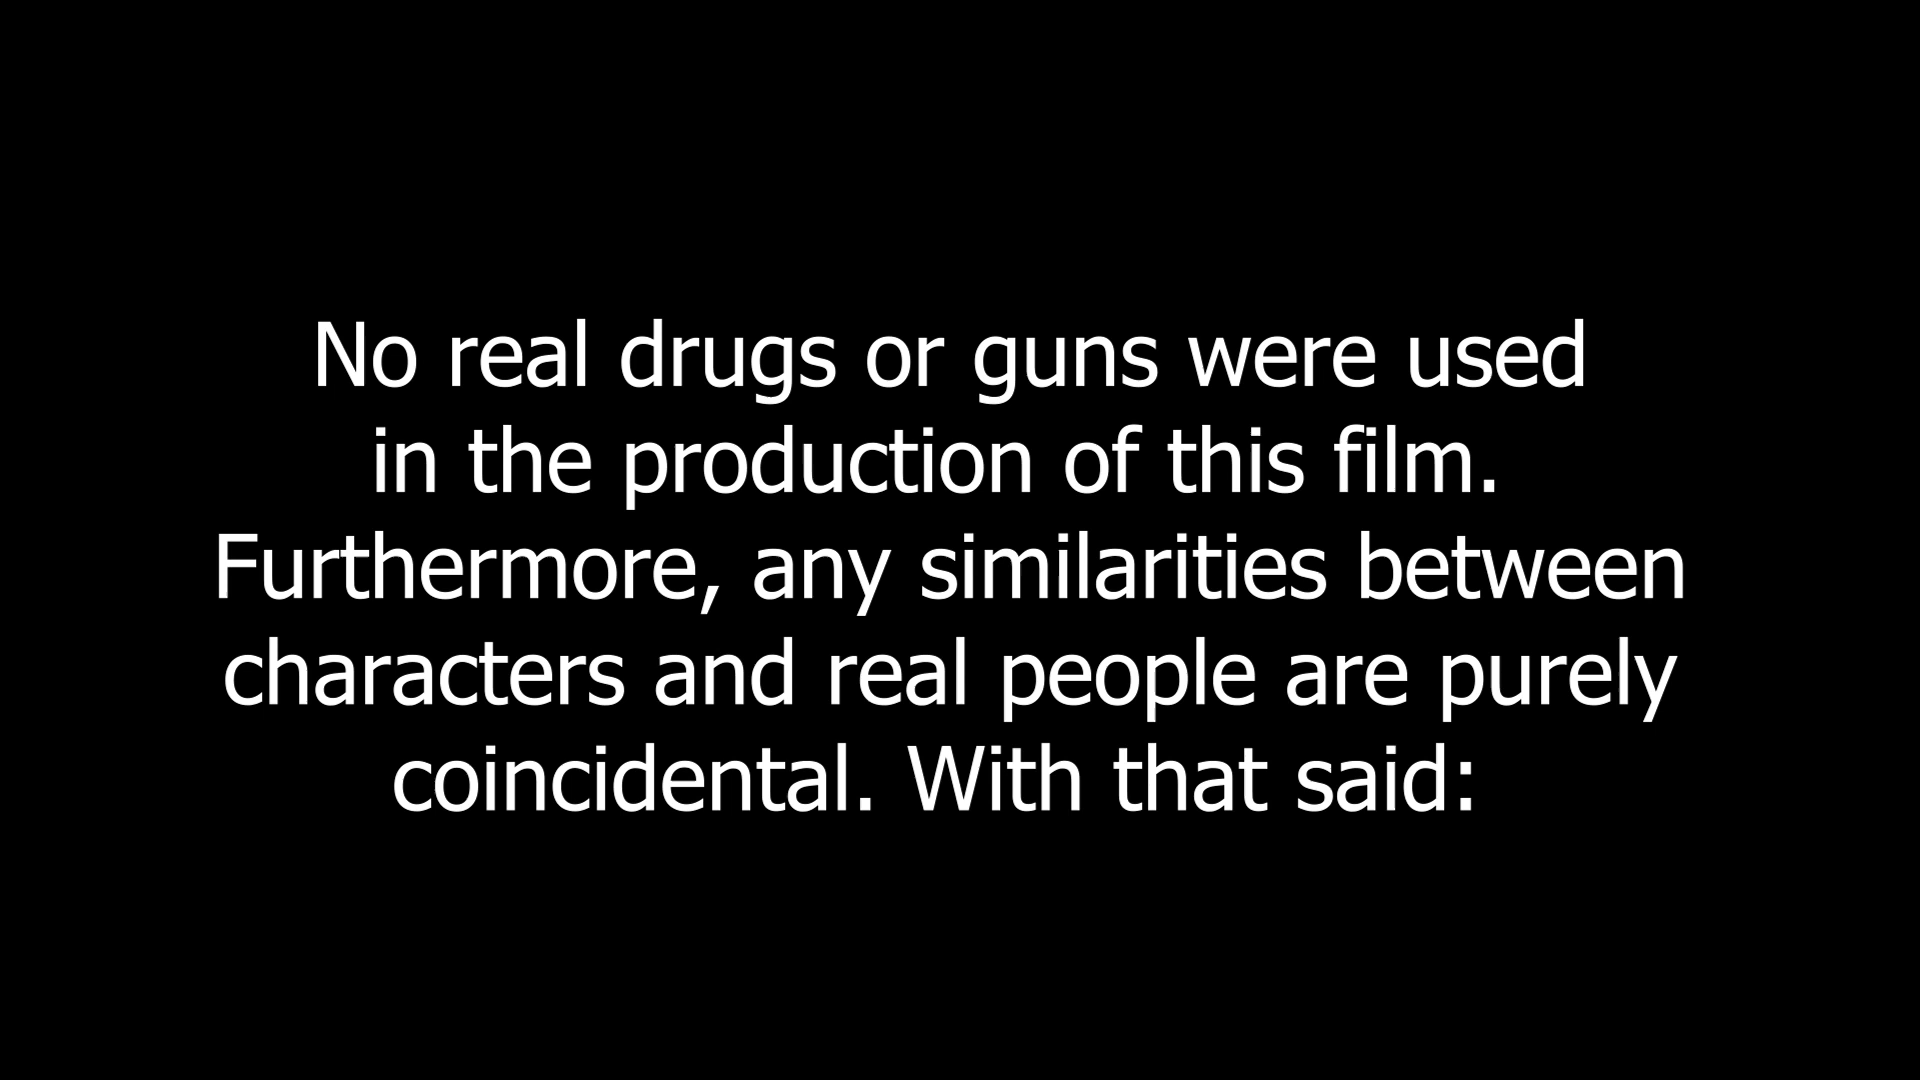 No real drugs or guns were used
in the production of this film.
Furthermore, any similarities between
characters and real people are purely
coincidental. With that said: